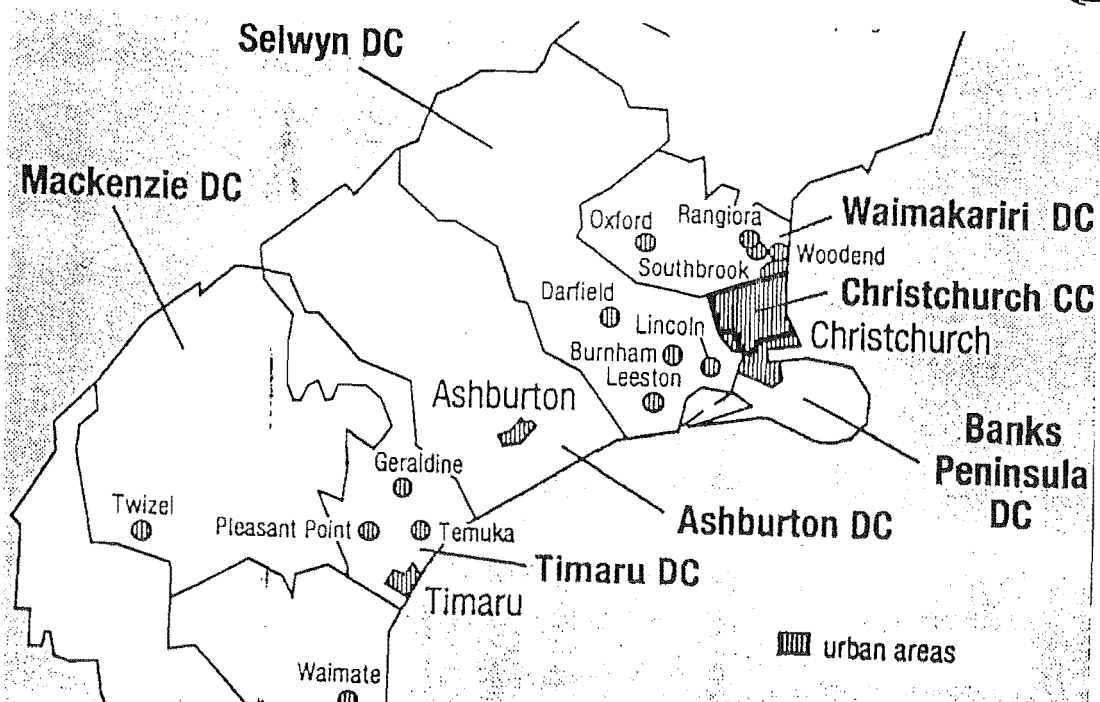 Selwyn DC
Mackenzie DC
Oxford
Rangiora
Waimakariri DC
Southbrook
Woodend
Darfield
Christchurch CC
Lincoln
Christchurch
Burnham
Leeston
Ashburton
Banks
Peninsula
DC
Geraldine
Twizel
Pleasant Point
Temuka
Ashburton DC
Timaru DC
Timaru
urban areas
Waimate